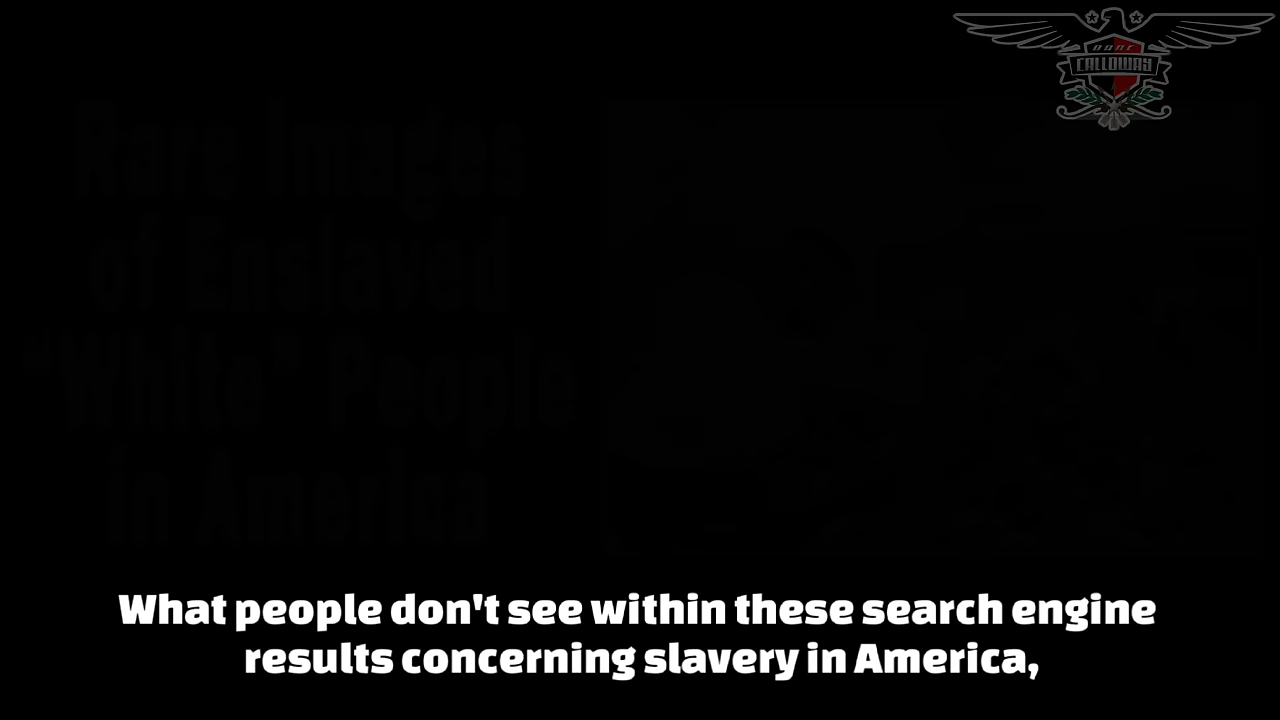 CALLOWAY
Rare Images
of Enslaved
"White" People
in America
What people don't see within these search engine
results concerning slavery in America,